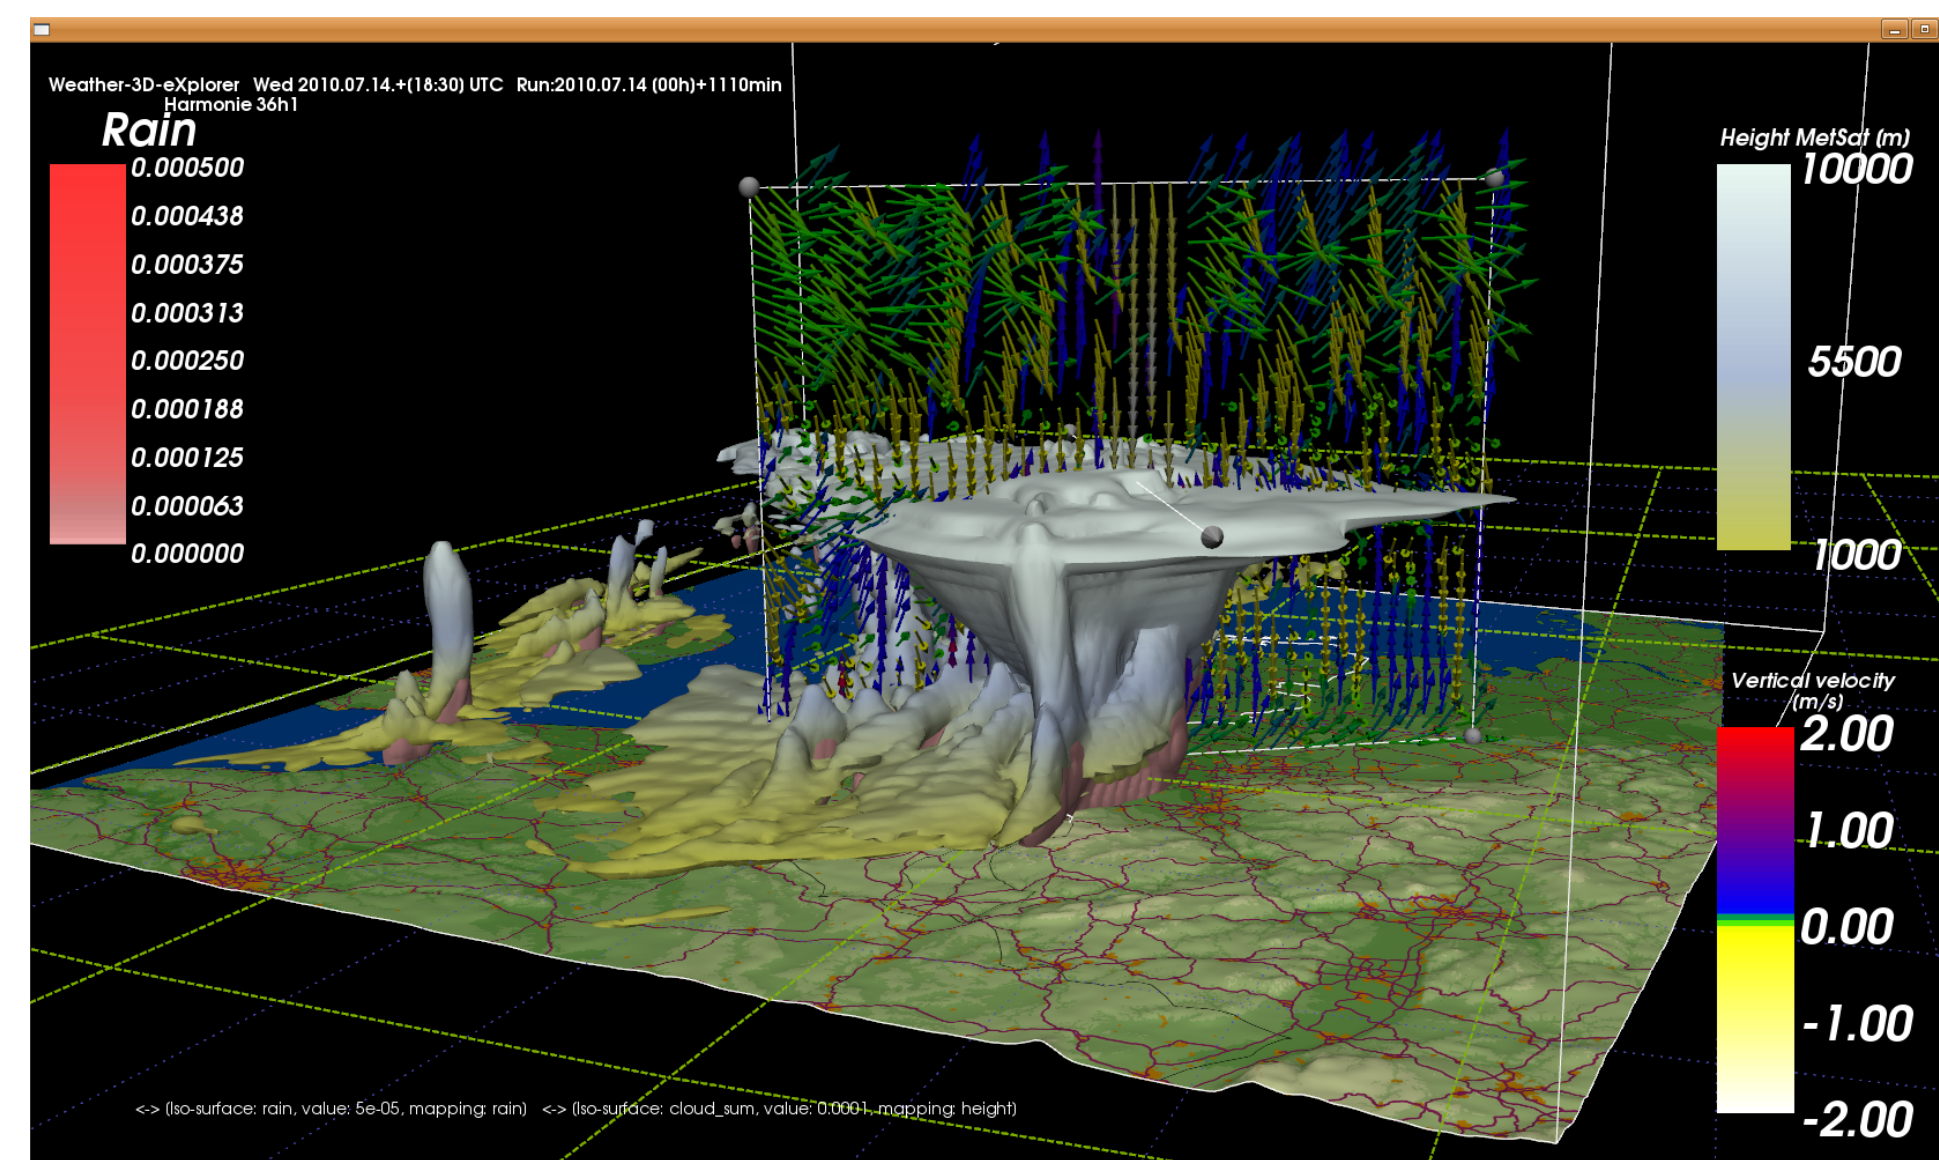 Weather-3D-eXplorer Wed 2010.07.14.+(18:30) UTC Run:2010.07.14 (00h)+1110min
Harmonie 36h1
Rain
0.000500
0.000438
0.000375
0.000313
0.000250
0.000188
0.000125
0.000063
0.000000
Height MetSat (m)
10000
5500
1000
Vertical velocity
(m/s)
2.00
1.00
0.00
-1.00
-2.00
<-> (Iso-surface: rain, value: 5e-05, mapping: rain) <-> (Iso-surface: cloud_sum, value: 0.0001, mapping: height)